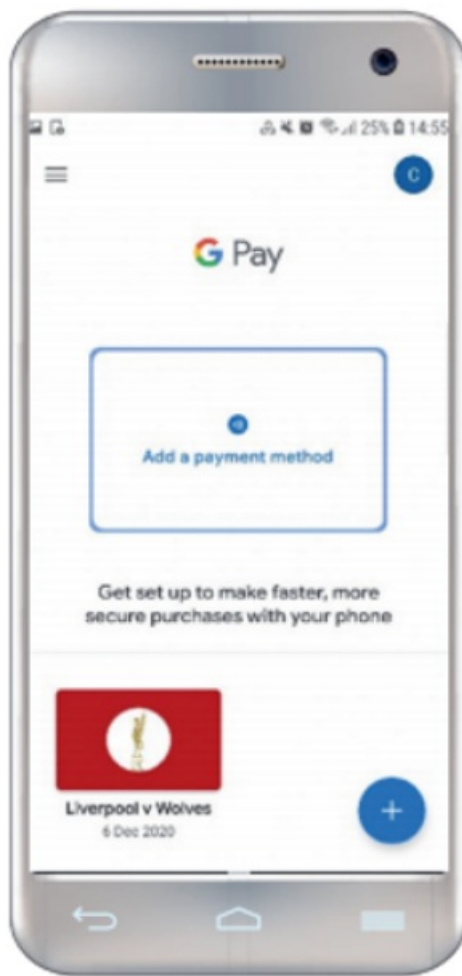 25% 14:55
C
G Pay
Add a payment method
Get set up to make faster, more
secure purchases with your phone
Liverpool v Wolves
6 Dec 2020